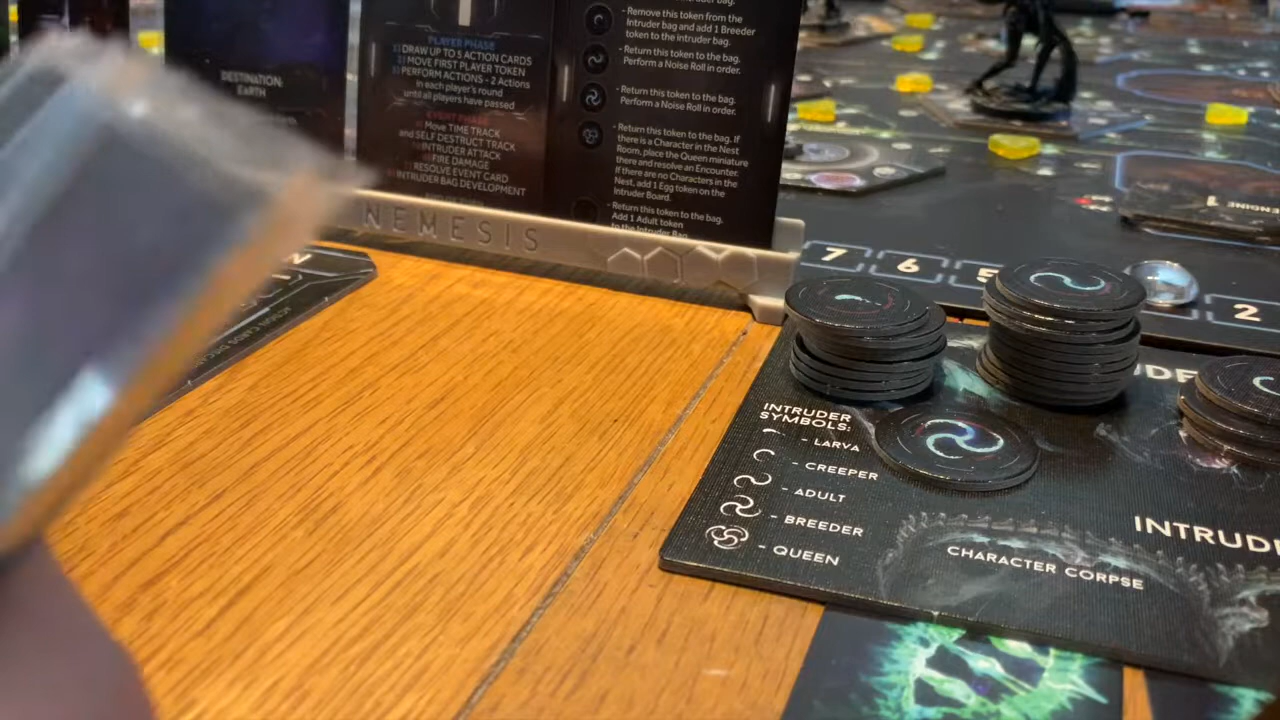 DESTINATION:
EARTH
PLAYER PHASE
DRAW UP TO 5 ACTION CARDS
MOVE FIRST PLAYER TOKEN
PERFORM ACTIONS - 2 Actions
in each player's round
until all players have passed
EVENT PHASE
Move TIME TRACK
and SELF DESTRUCT TRACK
INTRUDER ATTACK
FIRE DAMAGE
RESOLVE EVENT CARD
INTRUDER BAG DEVELOPMENT
- Remove this token from the
Intruder bag and add 1 Breeder
token to the intruder bag.
- Return this token to the bag.
Perform a Noise Roll in order.
- Return this token to the bag.
Perform a Noise Roll in order.
- Return this token to the bag. If
there is a Character in the Nest
Room, place the Queen miniature
there and resolve an Encounter.
If there are no Characters in the
Nest, add 1 Egg token on the
Intruder Board.
- Return this token to the bag.
Add 1 Adult token
to the Intruder Bag
NEMESIS
ENGINE 1
7 6 5 2
INTRUDER
SYMBOLS:
- LARVA
- CREEPER
- ADULT
- BREEDER
- QUEEN
CHARACTER CORPSE